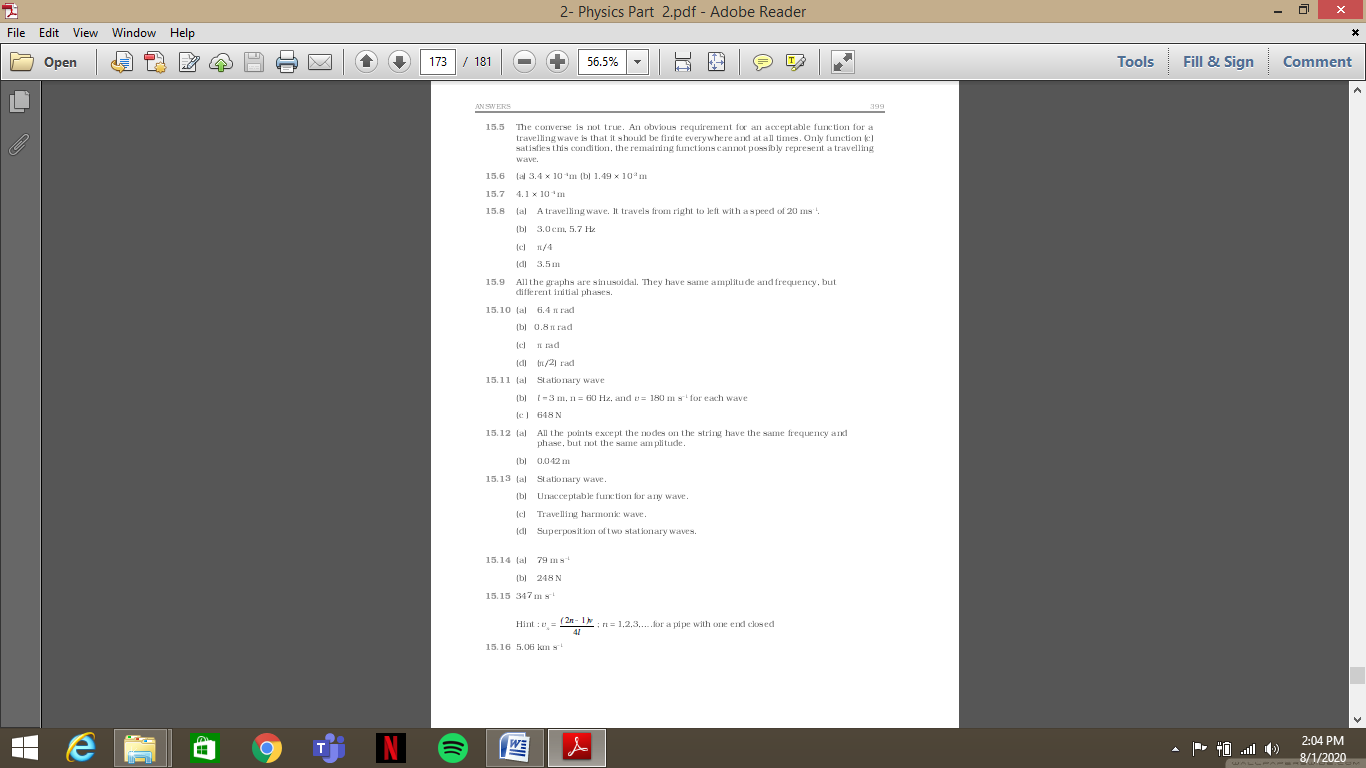 2- Physics Part 2.pdf - Adobe Reader
File Edit View Window Help
Open 173 / 181 56.5% Tools Fill & Sign Comment
ANSWERS 399
15.5 The converse is not true. An obvious requirement for an acceptable function for a
travelling wave is that it should be finite everywhere and at all times. Only function (c)
satisfies this condition, the remaining functions cannot possibly represent a travelling
wave.
15.6 (a) 3.4 × 10⁻⁴ m (b) 1.49 × 10⁻³ m
15.7 4.1 × 10⁻⁴ m
15.8 (a) A travelling wave. It travels from right to left with a speed of 20 ms⁻¹.
(b) 3.0 cm, 5.7 Hz
(c) π/4
(d) 3.5 m
15.9 All the graphs are sinusoidal. They have same amplitude and frequency, but
different initial phases.
15.10 (a) 6.4 π rad
(b) 0.8 π rad
(c) π rad
(d) (π/2) rad
15.11 (a) Stationary wave
(b) l = 3 m, n = 60 Hz, and v = 180 m s⁻¹ for each wave
(c ) 648 N
15.12 (a) All the points except the nodes on the string have the same frequency and
phase, but not the same amplitude.
(b) 0.042 m
15.13 (a) Stationary wave.
(b) Unacceptable function for any wave.
(c) Travelling harmonic wave.
(d) Superposition of two stationary waves.
15.14 (a) 79 m s⁻¹
(b) 248 N
15.15 347 m s⁻¹
Hint : vₙ = (2n – 1)v / 4l ; n = 1,2,3,....for a pipe with one end closed
15.16 5.06 km s⁻¹
2:04 PM
8/1/2020